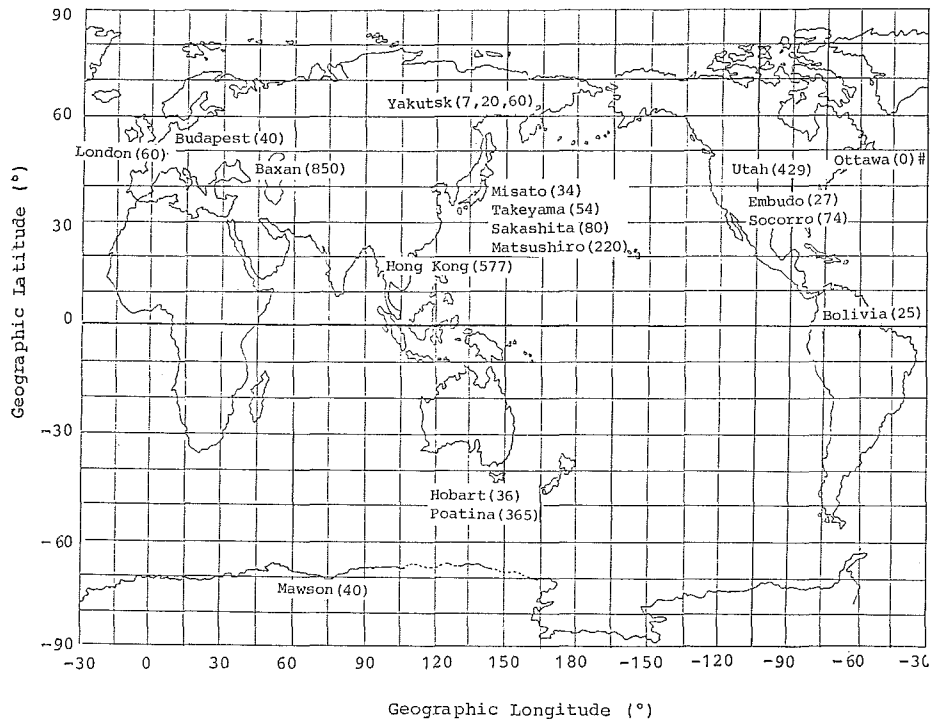 90
60
30
0
-30
-60
-90
Geographic Latitude (°)
Yakutsk(7,20,60)
Budapest(40)
London(60)
Baxan(850)
Utah(429)
Ottawa(0)#
Misato(34)
Takeyama(54)
Sakashita(80)
Matsushiro(220)
Embudo(27)
Socorro(74)
Hong Kong(577)
Bolivia(25)
Hobart(36)
Poatina(365)
Mawson(40)
-30 0 30 60 90 120 150 180 -150 -120 -90 -60 -30
Geographic Longitude (°)